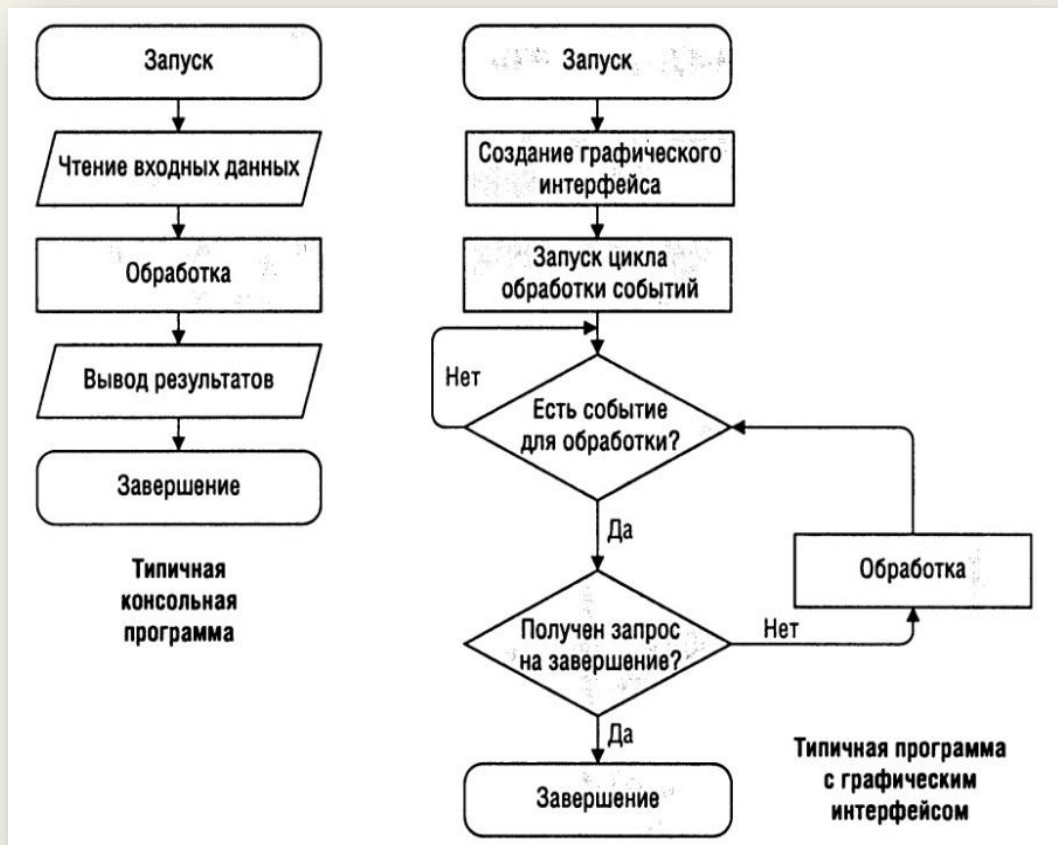 Запуск
Чтение входных данных
Обработка
Вывод результатов
Завершение
Типичная
консольная
программа
Запуск
Создание графического
интерфейса
Запуск цикла
обработки событий
Нет
Есть событие
для обработки?
Да
Обработка
Получен запрос
на завершение?
Нет
Да
Завершение
Типичная программа
с графическим
интерфейсом